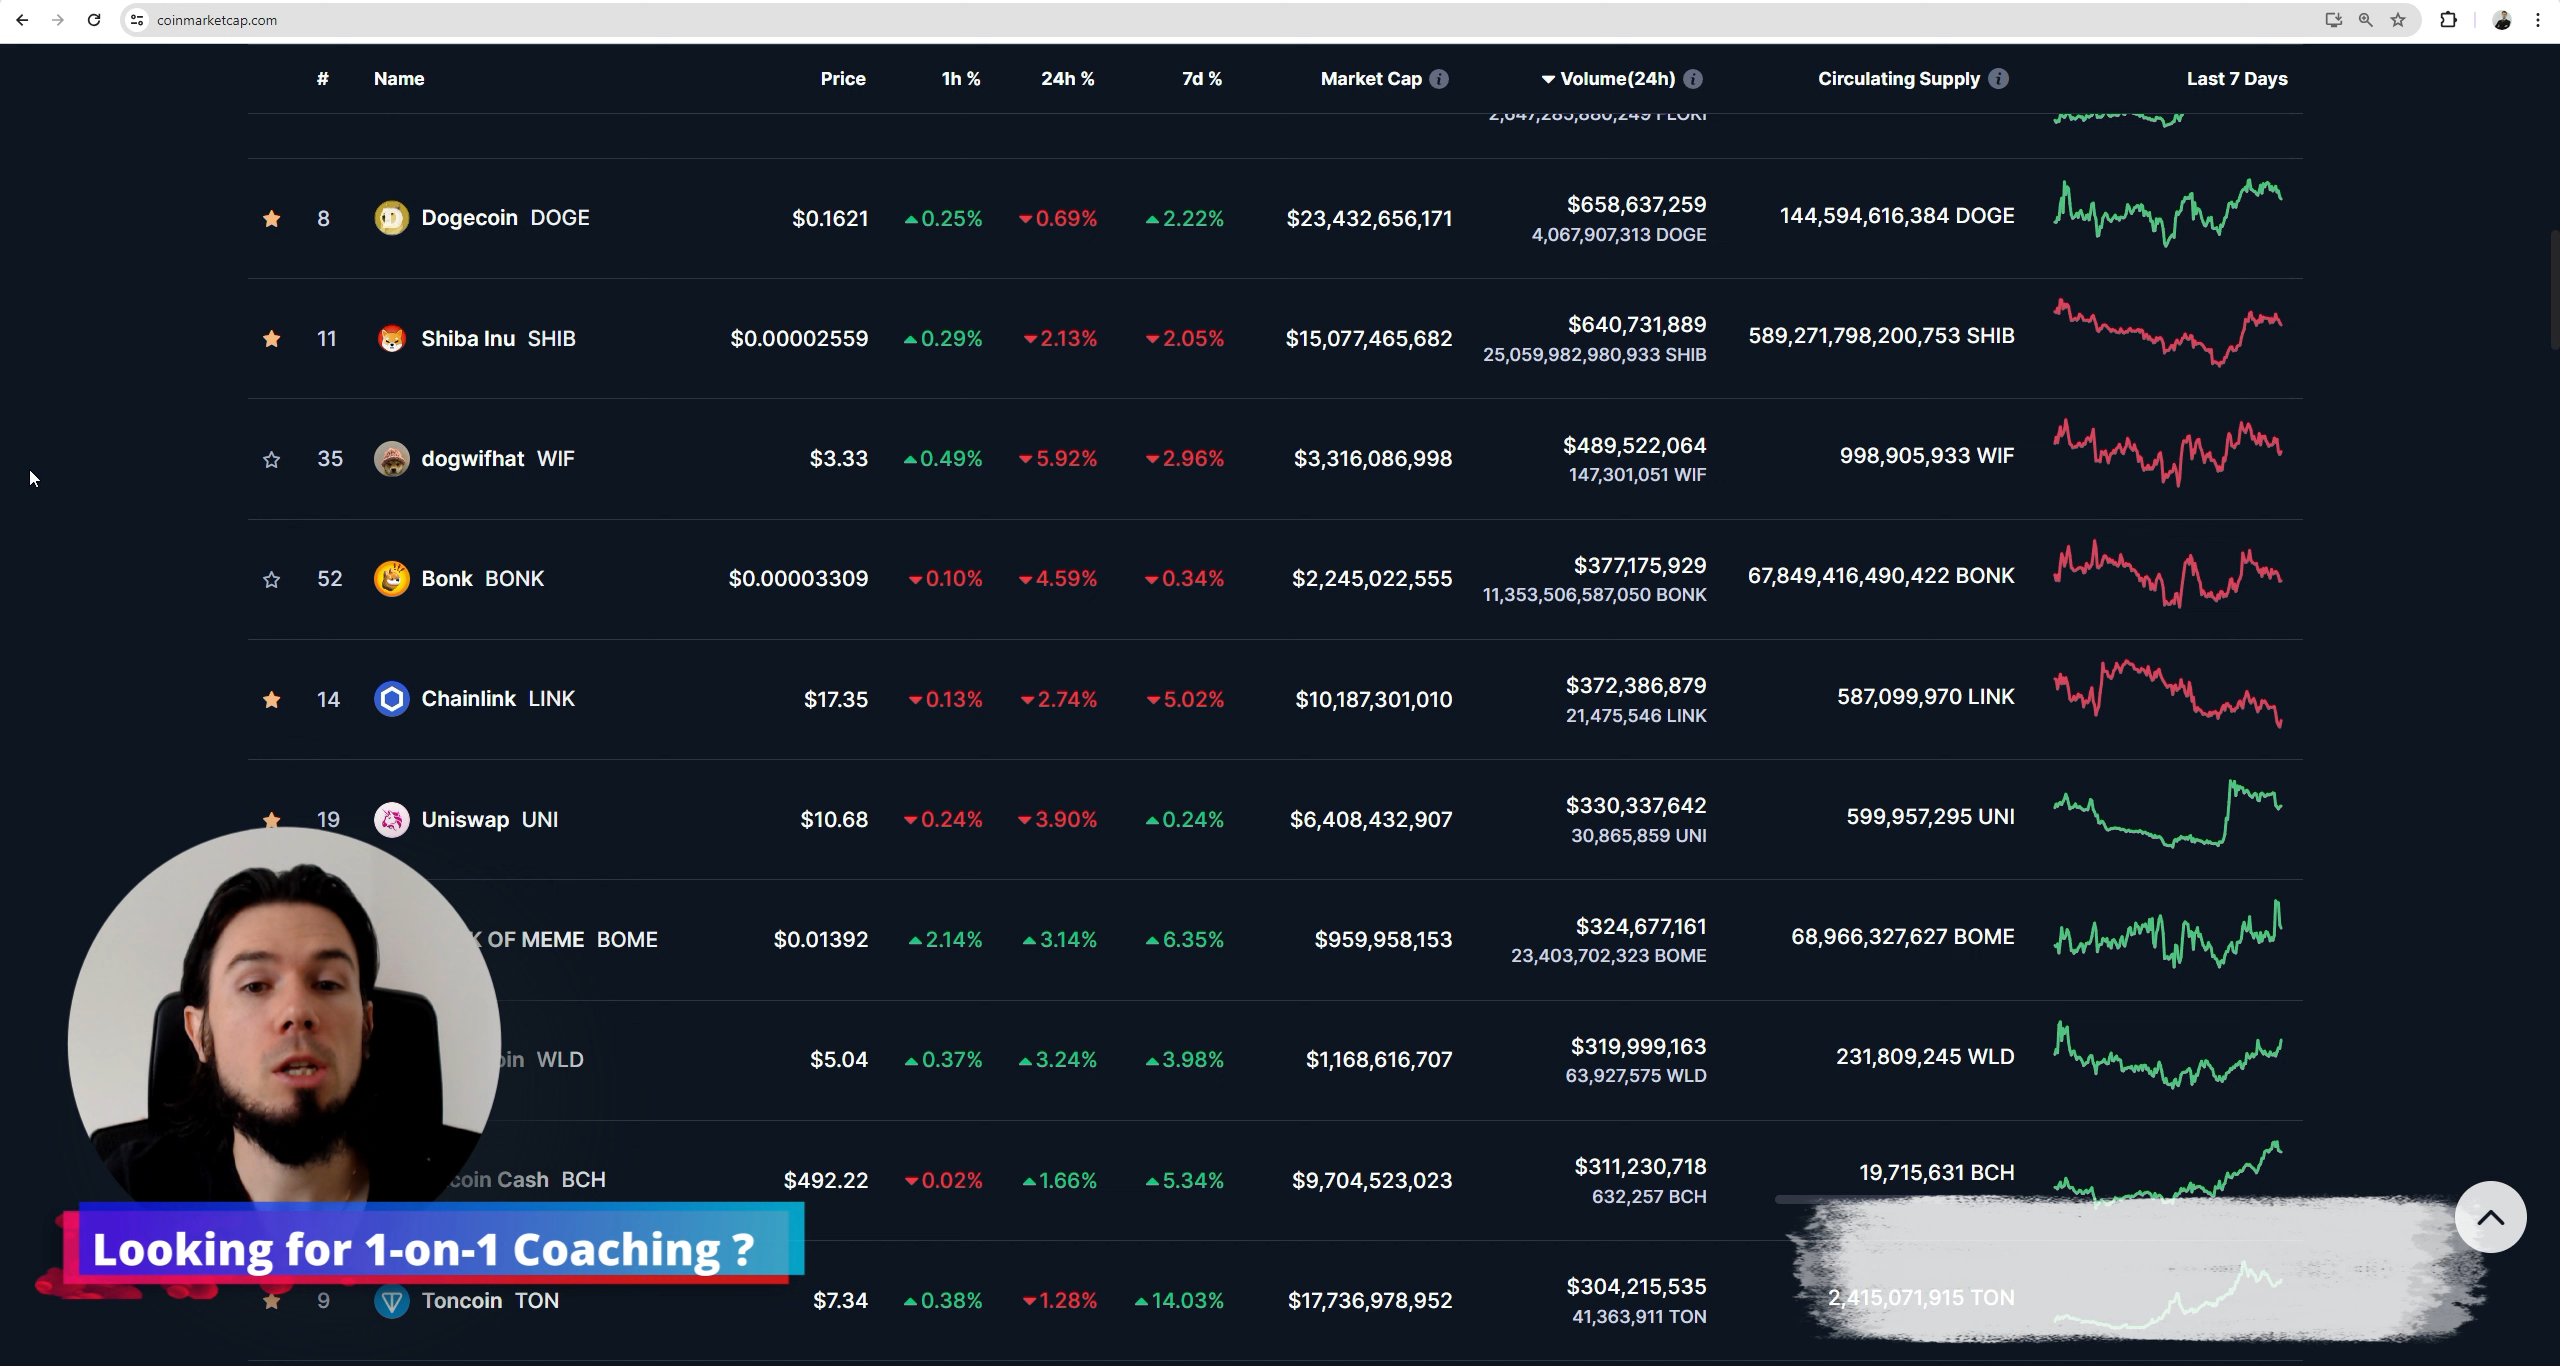 coinmarketcap.com
# Name Price 1h % 24h % 7d % Market Cap Volume(24h) Circulating Supply Last 7 Days
2,647,285,880,249 FLOKI
8 Dogecoin DOGE $0.1621 0.25% 0.69% 2.22% $23,432,656,171 $658,637,259 144,594,616,384 DOGE
4,067,907,313 DOGE
11 Shiba Inu SHIB $0.00002559 0.29% 2.13% 2.05% $15,077,465,682 $640,731,889 589,271,798,200,753 SHIB
25,059,982,980,933 SHIB
35 dogwifhat WIF $3.33 0.49% 5.92% 2.96% $3,316,086,998 $489,522,064 998,905,933 WIF
147,301,051 WIF
52 Bonk BONK $0.00003309 0.10% 4.59% 0.34% $2,245,022,555 $377,175,929 67,849,416,490,422 BONK
11,353,506,587,050 BONK
14 Chainlink LINK $17.35 0.13% 2.74% 5.02% $10,187,301,010 $372,386,879 587,099,970 LINK
21,475,546 LINK
19 Uniswap UNI $10.68 0.24% 3.90% 0.24% $6,408,432,907 $330,337,642 599,957,295 UNI
30,865,859 UNI
K OF MEME BOME $0.01392 2.14% 3.14% 6.35% $959,958,153 $324,677,161 68,966,327,627 BOME
23,403,702,323 BOME
oin WLD $5.04 0.37% 3.24% 3.98% $1,168,616,707 $319,999,163 231,809,245 WLD
63,927,575 WLD
coin Cash BCH $492.22 0.02% 1.66% 5.34% $9,704,523,023 $311,230,718 19,715,631 BCH
632,257 BCH
Looking for 1-on-1 Coaching ?
9 Toncoin TON $7.34 0.38% 1.28% 14.03% $17,736,978,952 $304,215,535 2,415,071,915 TON
41,363,911 TON